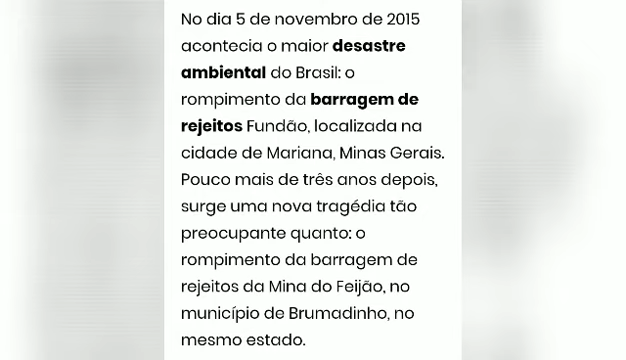 No dia 5 de novembro de 2015
acontecia o maior desastre
ambiental do Brasil: o
rompimento da barragem de
rejeitos Fundão, localizada na
cidade de Mariana, Minas Gerais.
Pouco mais de três anos depois,
surge uma nova tragédia tão
preocupante quanto: o
rompimento da barragem de
rejeitos da Mina do Feijão, no
município de Brumadinho, no
mesmo estado.